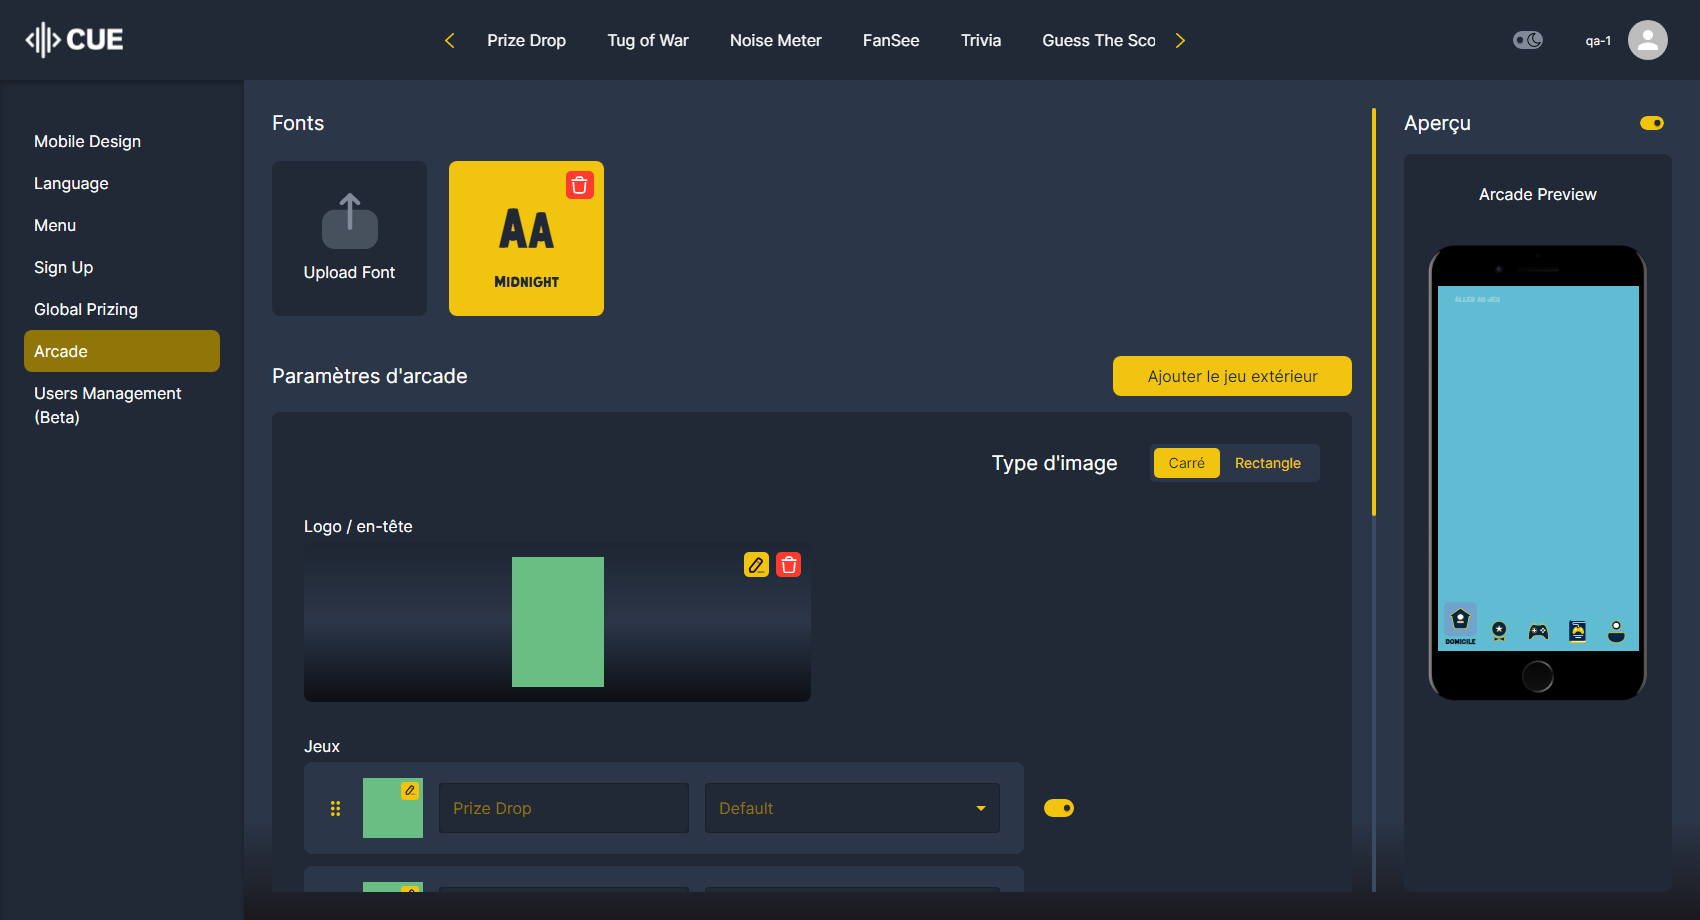 CUE
Prize Drop
Tug of War
Noise Meter
FanSee
Trivia
Guess The Sco
qa-1
Mobile Design
Language
Menu
Sign Up
Global Prizing
Arcade
Users Management
(Beta)
Fonts
Upload Font
AA
MIDNIGHT
Paramètres d'arcade
Ajouter le jeu extérieur
Type d'image
Carré
Rectangle
Logo / en-tête
Jeux
Prize Drop
Default
Aperçu
Arcade Preview
ALLER AU JEU
DOMICILE